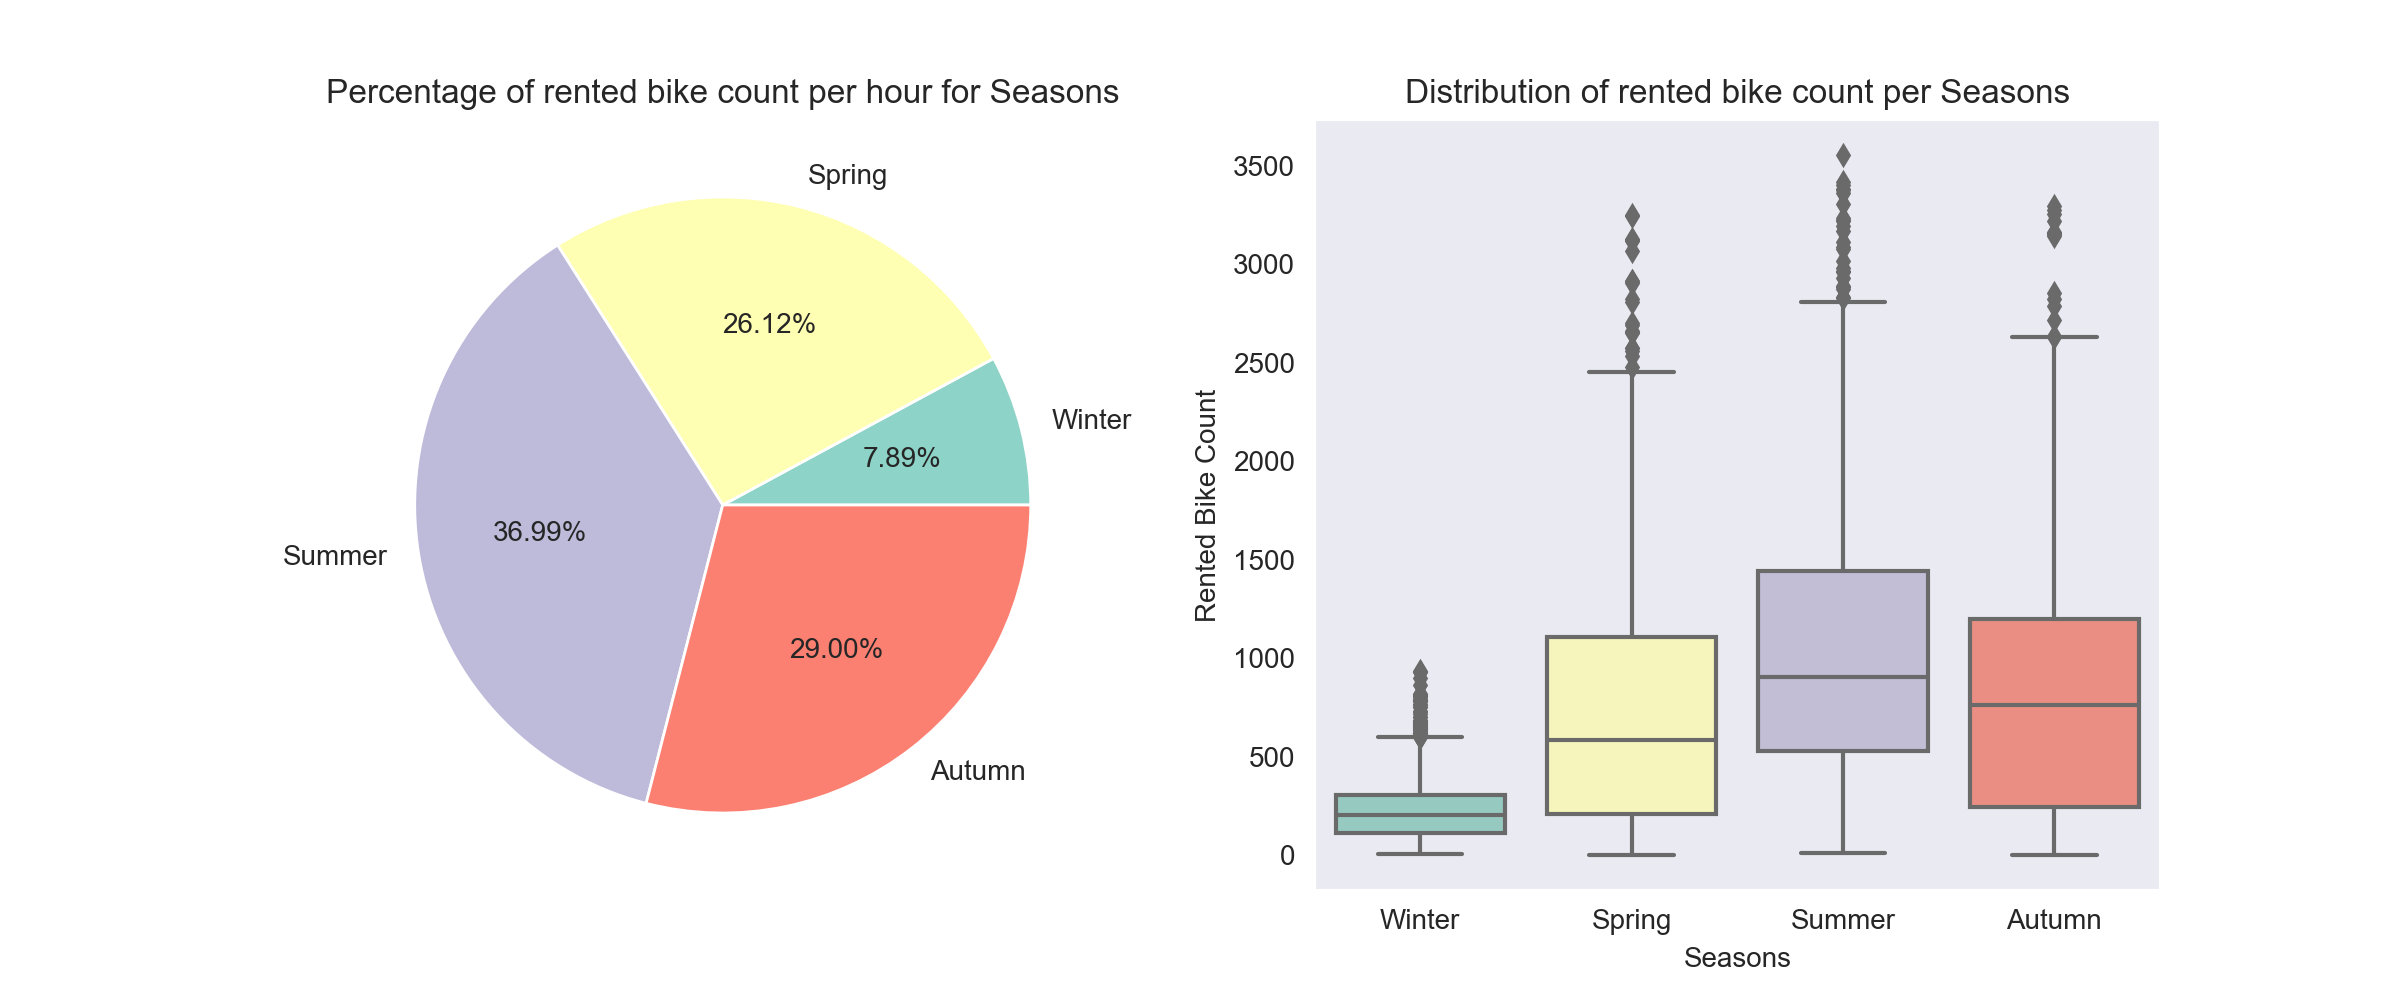 Percentage of rented bike count per hour for Seasons
Spring
26.12%
Winter
7.89%
36.99%
Summer
29.00%
Autumn
Distribution of rented bike count per Seasons
3500
3000
2500
2000
1500
1000
500
0
Rented Bike Count
Winter
Spring
Summer
Autumn
Seasons